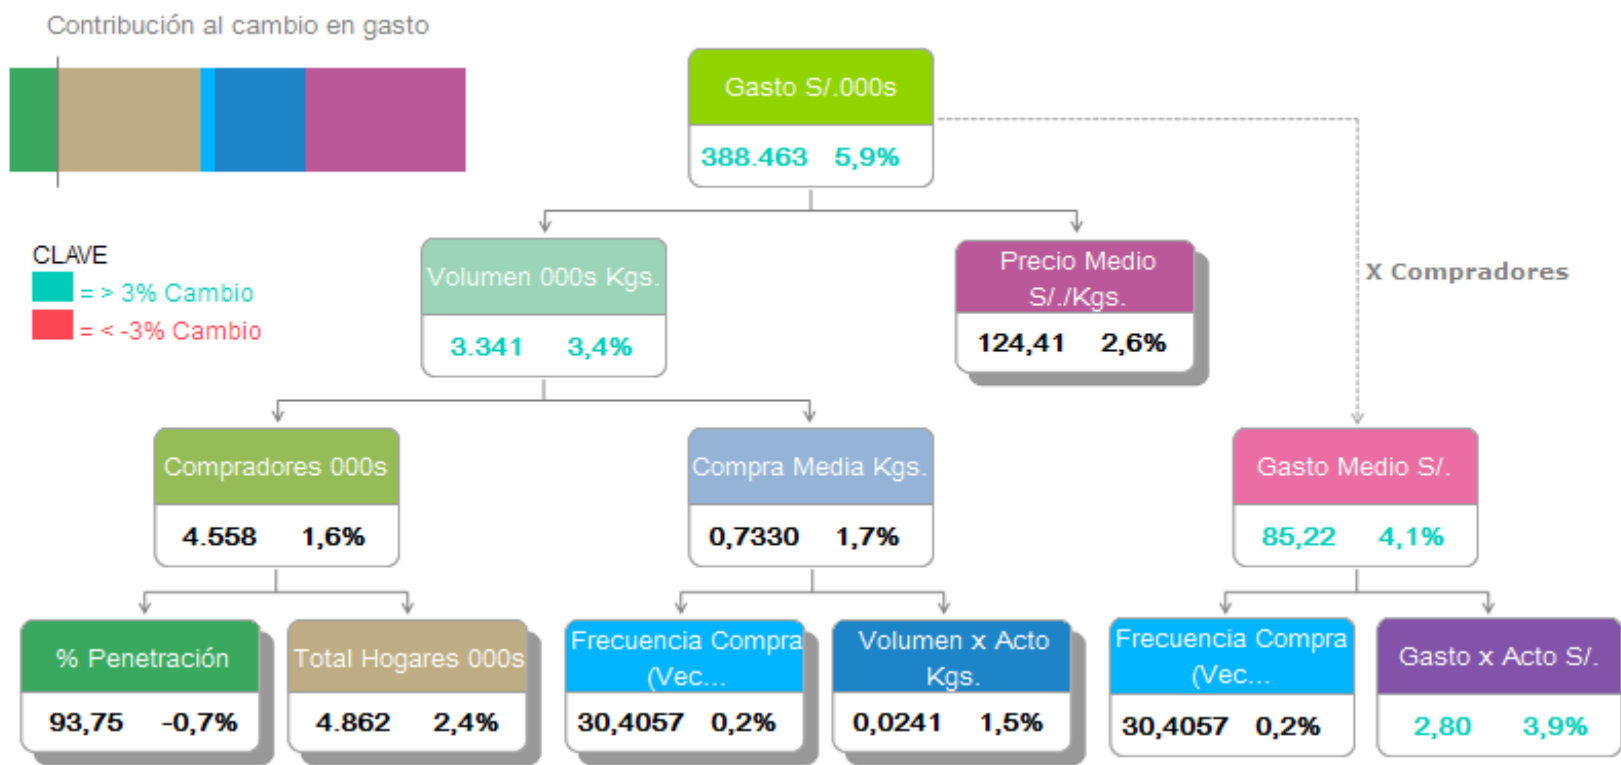 Contribución al cambio en gasto
Gasto S/.000s
388.463 5,9%
CLAVE
= > 3% Cambio
= < -3% Cambio
Volumen 000s Kgs.
3.341 3,4%
Precio Medio
S/./Kgs.
124,41 2,6%
X Compradores
Compradores 000s
4.558 1,6%
Compra Media Kgs.
0,7330 1,7%
Gasto Medio S/.
85,22 4,1%
% Penetración
93,75 -0,7%
Total Hogares 000s
4.862 2,4%
Frecuencia Compra
(Vec...
30,4057 0,2%
Volumen x Acto
Kgs.
0,0241 1,5%
Frecuencia Compra
(Vec...
30,4057 0,2%
Gasto x Acto S/.
2,80 3,9%